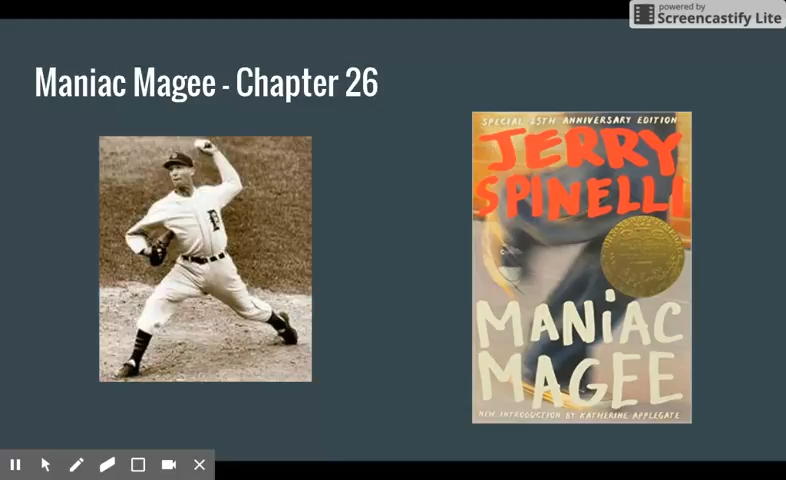 powered by
Screencastify Lite
Maniac Magee - Chapter 26
SPECIAL 25TH ANNIVERSARY EDITION
JERRY
SPINELLI
MANiAC
MAGEE
NEW INTRODUCTION BY KATHERINE APPLEGATE